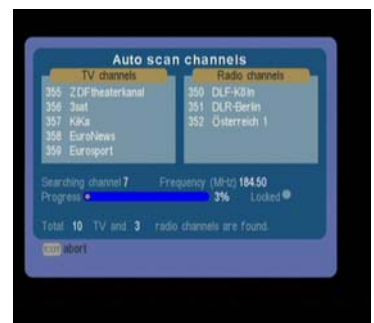 Auto scan channels
TV channels
Radio channels
355 ZDFtheaterkanal
356 3sat
357 KiKa
358 EuroNews
359 Eurosport
350 DLF-Köln
351 DLR-Berlin
352 Österreich 1
Searching channel 7 Frequency (MHz) 184.50
Progress 3% Locked
Total 10 TV and 3 radio channels are found.
EXIT abort